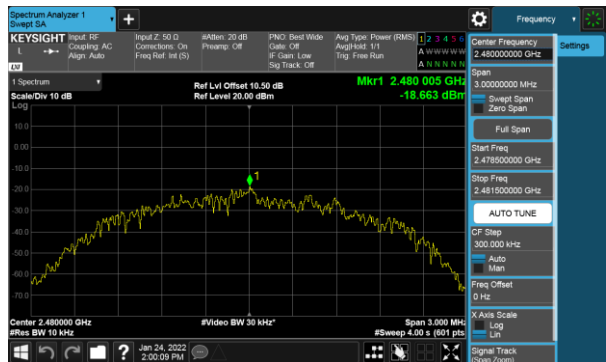 Spectrum Analyzer 1
Swept SA
Frequency
KEYSIGHT
Input: RF
Coupling: AC
Align: Auto
Input Z: 50 Ω
Corrections: On
Freq Ref: Int (S)
#Atten: 20 dB
Preamp: Off
PNO: Best Wide
Gate: Off
IF Gain: Low
Sig Track: Off
Avg Type: Power (RMS)
Avg|Hold: 1/1
Trig: Free Run
1 2 3 4 5 6
A W W W W W
A N N N N N
L
1 Spectrum
Scale/Div 10 dB
Ref Lvl Offset 10.50 dB
Ref Level 20.00 dBm
Mkr1 2.480 005 GHz
-18.663 dBm
Log
10.0
0.00
-10.0
-20.0
-30.0
-40.0
-50.0
-60.0
-70.0
1
Center 2.480000 GHz
#Res BW 10 kHz
#Video BW 30 kHz*
Span 3.000 MHz
#Sweep 4.00 s (601 pts
Jan 24, 2022
2:00:09 PM
Center Frequency
2.480000000 GHz
Span
3.00000000 MHz
Swept Span
Zero Span
Full Span
Start Freq
2.478500000 GHz
Stop Freq
2.481500000 GHz
AUTO TUNE
CF Step
300.000 kHz
Auto
Man
Freq Offset
0 Hz
X Axis Scale
Log
Lin
Signal Track
(Span Zoom)
Settings